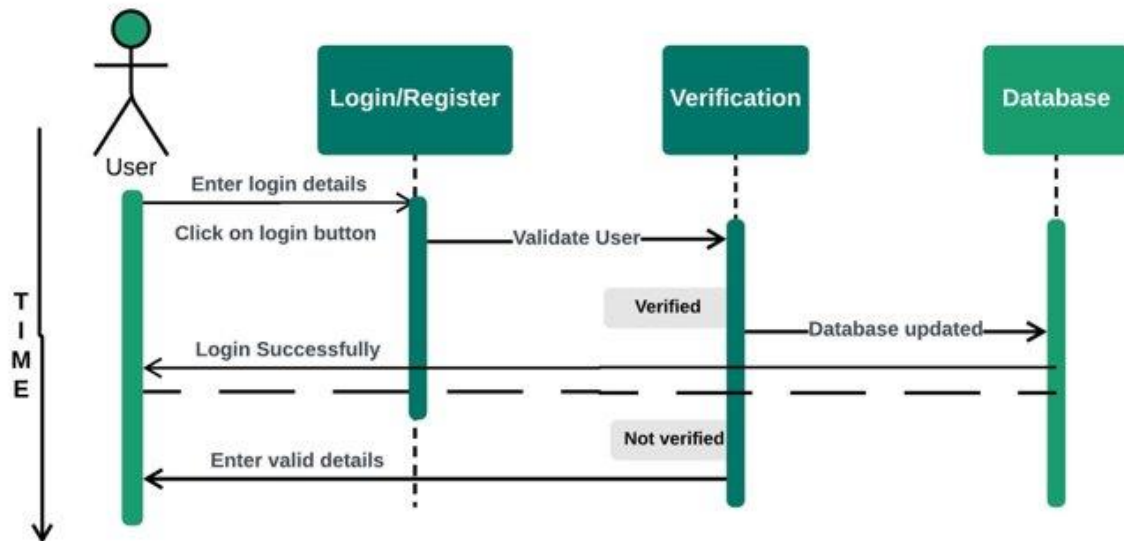 Login/Register
Verification
Database
User
Enter login details
Click on login button
Validate User
T
I
M
E
Verified
Database updated
Login Successfully
Not verified
Enter valid details